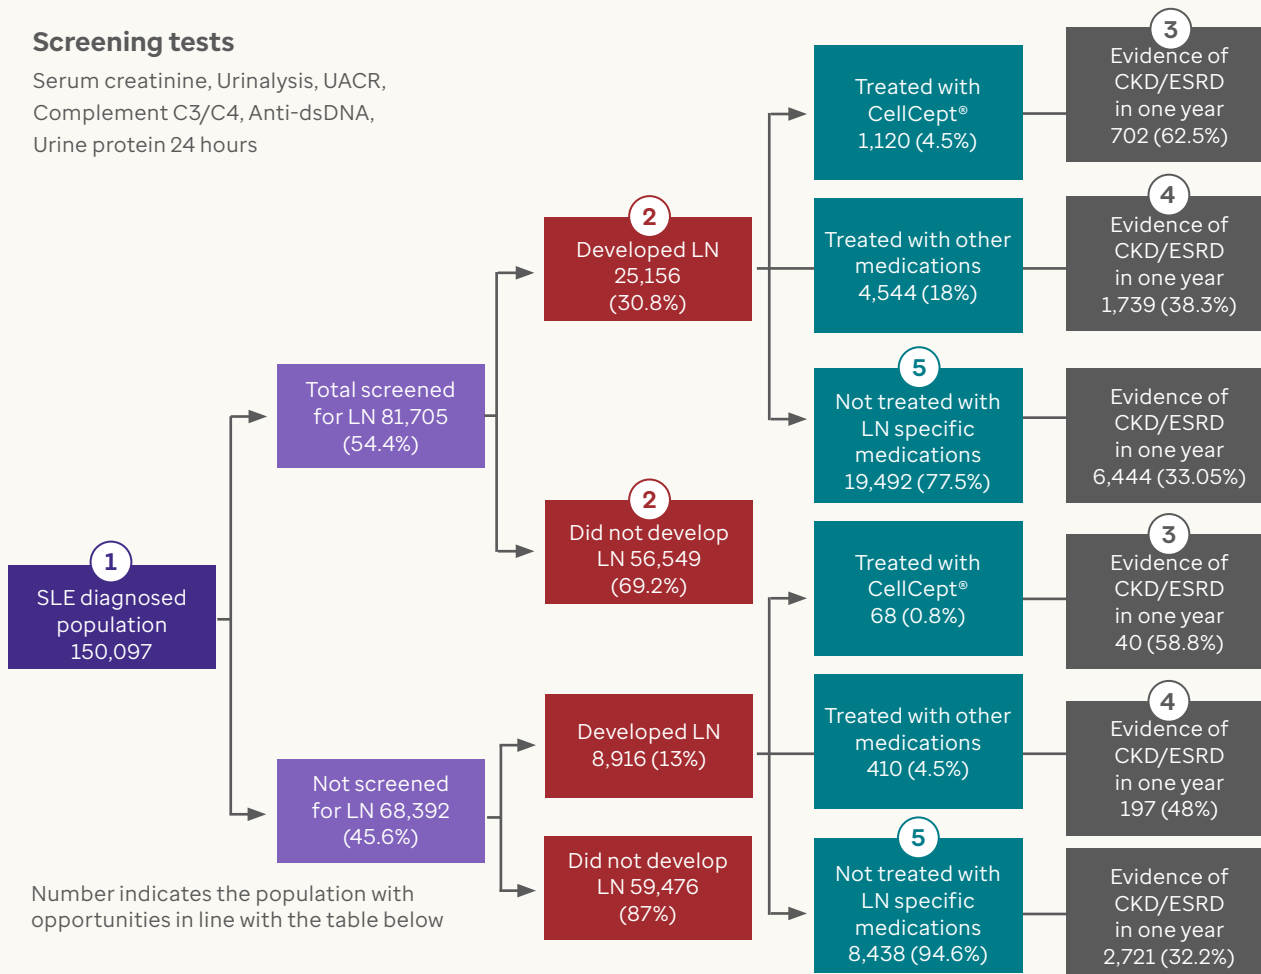 Screening tests
Serum creatinine, Urinalysis, UACR,
Complement C3/C4, Anti-dsDNA,
Urine protein 24 hours
1
SLE diagnosed
population
150,097
Total screened
for LN 81,705
(54.4%)
Not screened
for LN 68,392
(45.6%)
2
Developed LN
25,156
(30.8%)
2
Did not develop
LN 56,549
(69.2%)
Developed LN
8,916 (13%)
Did not develop
LN 59,476
(87%)
Treated with
CellCept®
1,120 (4.5%)
3
Evidence of
CKD/ESRD
in one year
702 (62.5%)
Treated with other
medications
4,544 (18%)
4
Evidence of
CKD/ESRD
in one year
1,739 (38.3%)
5
Not treated with
LN specific
medications
19,492 (77.5%)
Evidence of
CKD/ESRD
in one year
6,444 (33.05%)
Treated with
CellCept®
68 (0.8%)
3
Evidence of
CKD/ESRD
in one year
40 (58.8%)
Treated with other
medications
410 (4.5%)
4
Evidence of
CKD/ESRD
in one year
197 (48%)
5
Not treated with
LN specific
medications
8,438 (94.6%)
Evidence of
CKD/ESRD
in one year
2,721 (32.2%)
Number indicates the population with
opportunities in line with the table below